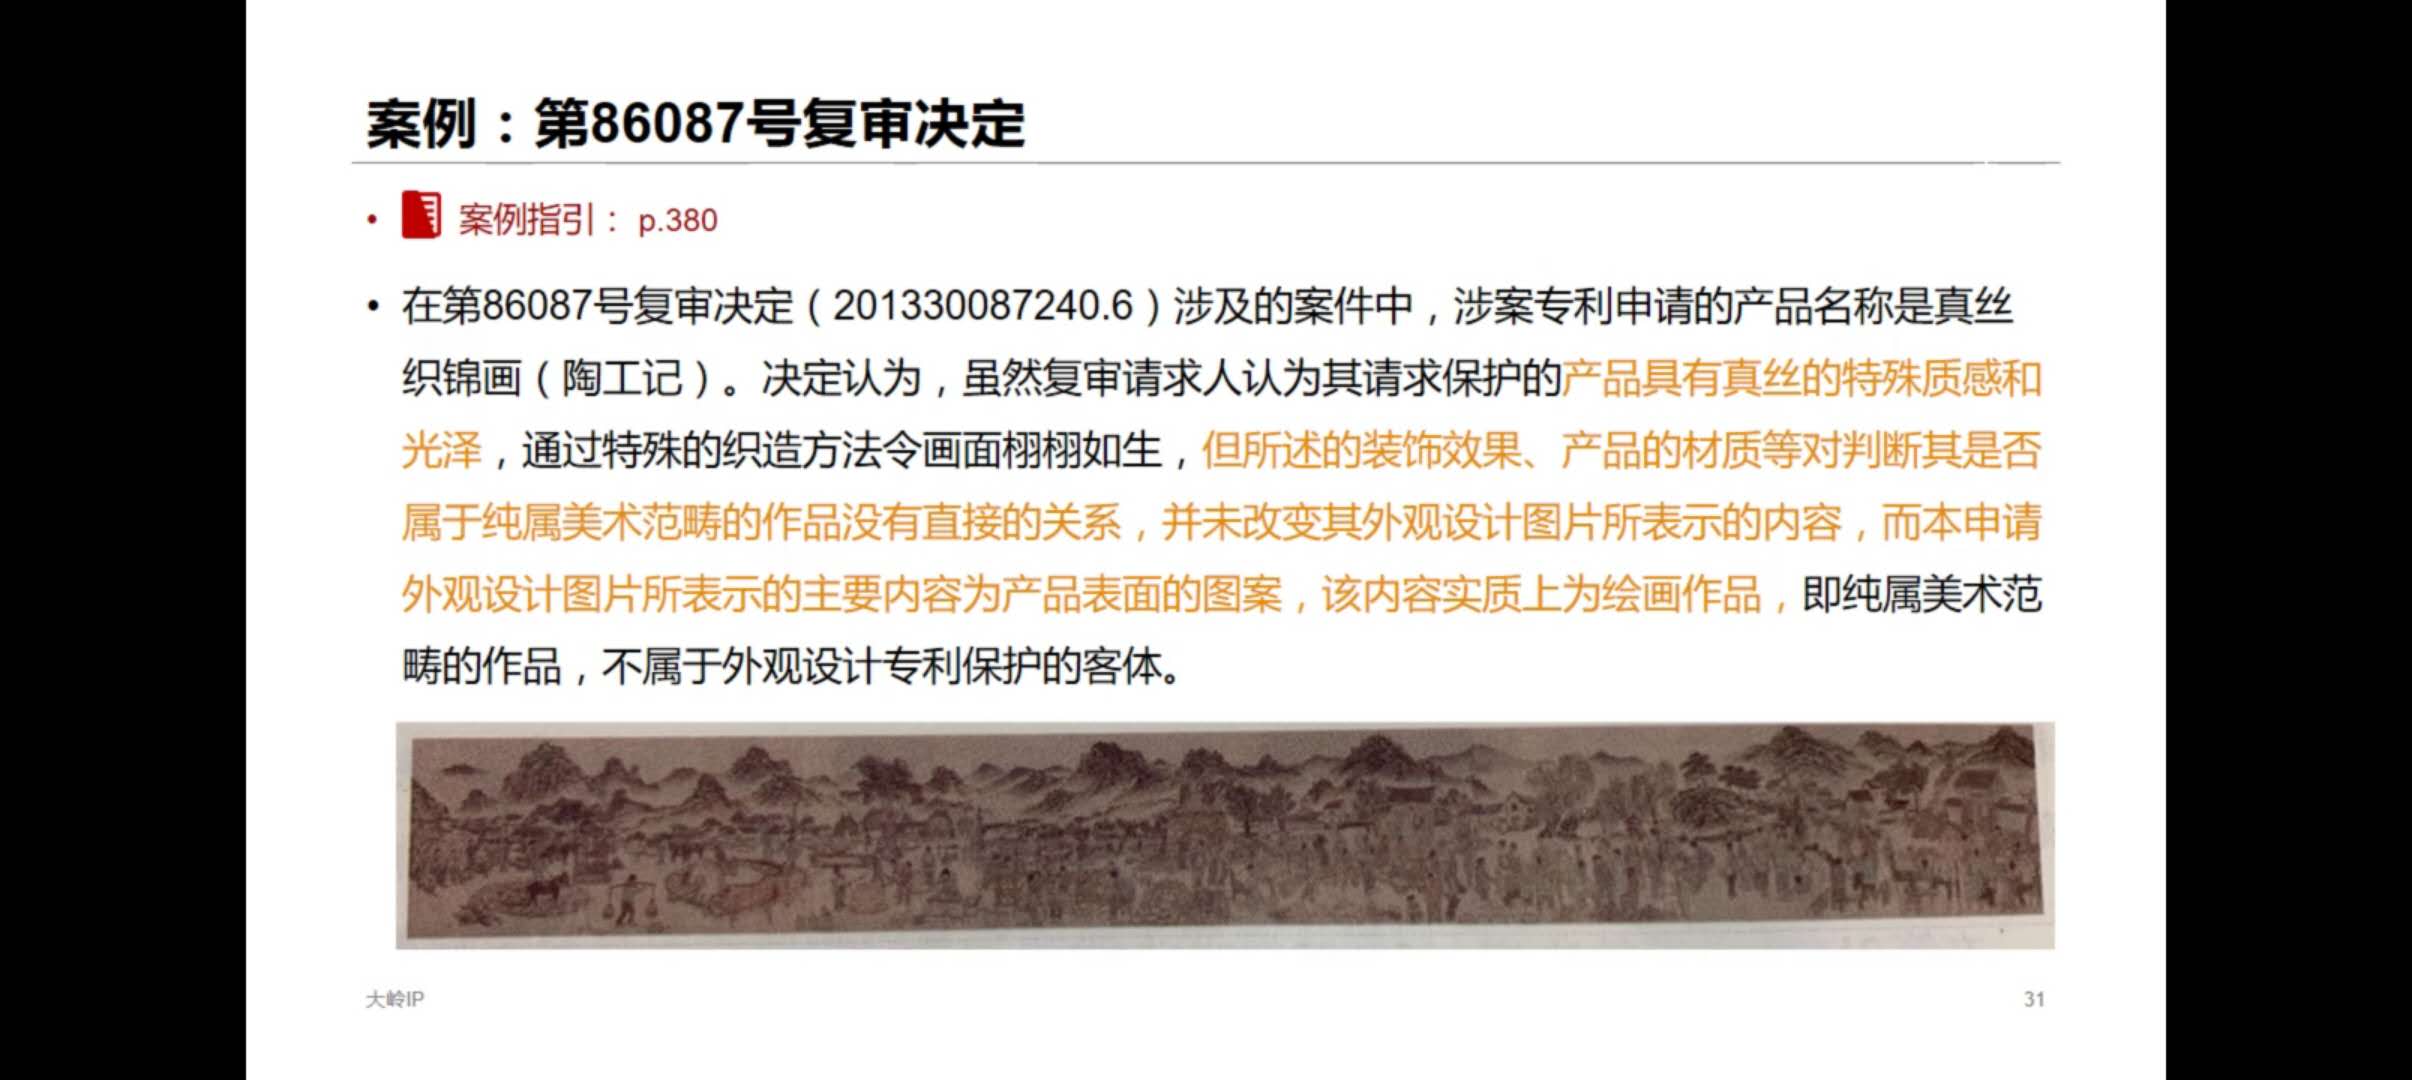 案例：第86087号复审决定
• 案例指引： p.380
• 在第86087号复审决定（201330087240.6）涉及的案件中，涉案专利申请的产品名称是真丝
织锦画（陶工记）。决定认为，虽然复审请求人认为其请求保护的产品具有真丝的特殊质感和
光泽，通过特殊的织造方法令画面栩栩如生，但所述的装饰效果、产品的材质等对判断其是否
属于纯属美术范畴的作品没有直接的关系，并未改变其外观设计图片所表示的内容，而本申请
外观设计图片所表示的主要内容为产品表面的图案，该内容实质上为绘画作品，即纯属美术范
畴的作品，不属于外观设计专利保护的客体。
大岭IP
31